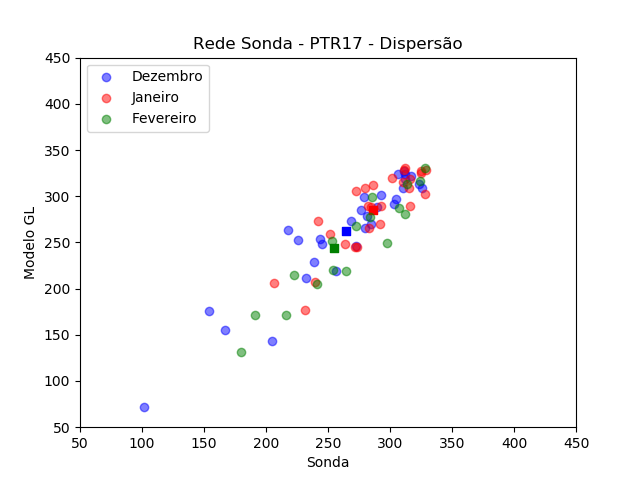 Rede Sonda - PTR17 - Dispersão
Dezembro
Janeiro
Fevereiro
Modelo GL
450
400
350
300
250
200
150
100
50
50 100 150 200 250 300 350 400 450
Sonda